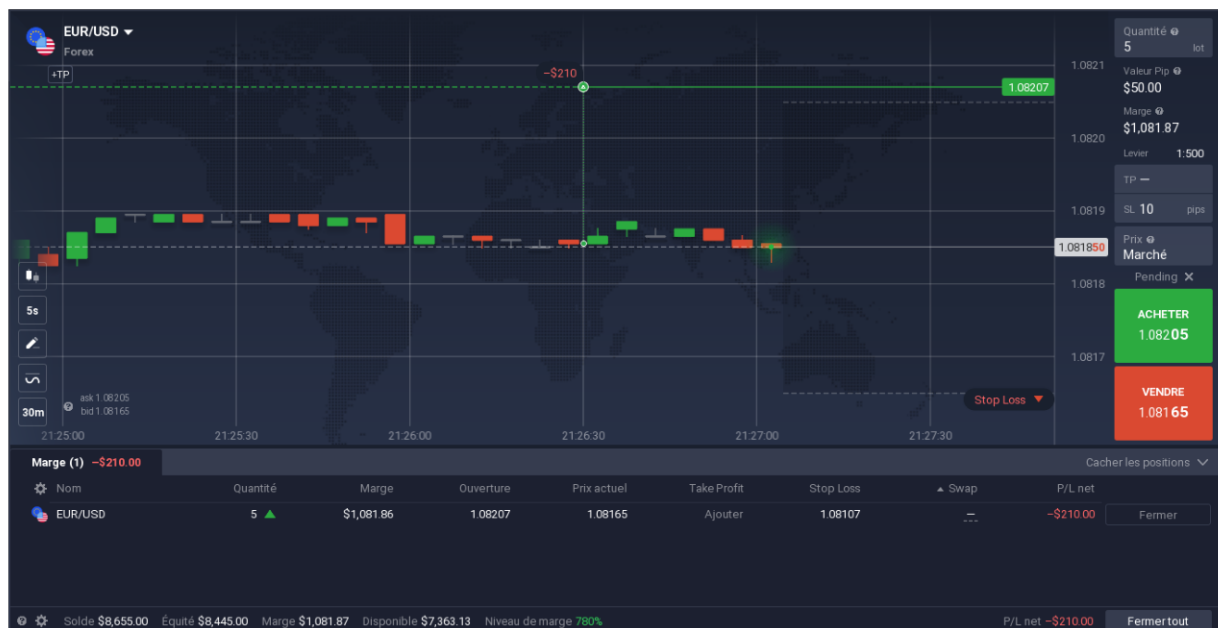 EUR/USD
Forex
+TP
−$210
1.08207
1.0821
1.0820
1.0819
1.081850
1.0818
1.0817
5s
30m
ask 1.08205
bid 1.08165
Stop Loss
21:25:00 21:25:30 21:26:00 21:26:30 21:27:00 21:27:30
Quantité
5 lot
Valeur Pip
$50.00
Marge
$1,081.87
Levier 1:500
TP —
SL 10 pips
Prix
Marché
Pending ✕
ACHETER
1.08205
VENDRE
1.08165
Marge (1) −$210.00 Cacher les positions
Nom Quantité Marge Ouverture Prix actuel Take Profit Stop Loss Swap P/L net
EUR/USD 5 $1,081.86 1.08207 1.08165 Ajouter 1.08107 — −$210.00 Fermer
Solde $8,655.00 Équité $8,445.00 Marge $1,081.87 Disponible $7,363.13 Niveau de marge 780% P/L net −$210.00 Fermer tout